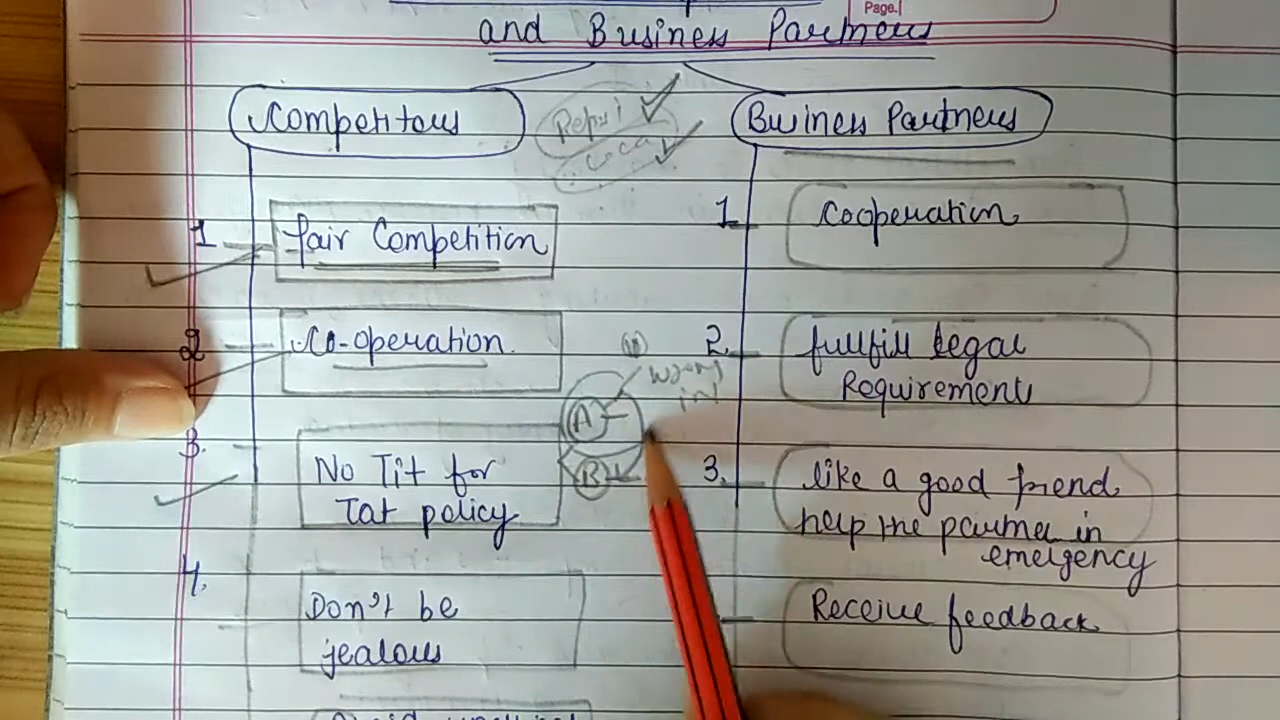 Page.
and Business Partners
Competitors
Business Partners
1
fair Competition
1.
Cooperation
2
Co-operation.
2.
fullfill legal
Requirement
wrong
A
B
3.
No Tit for
Tat policy
3.
like a good friend
help the partner in
emergency
4.
Don't be
jealous
Receive feedback